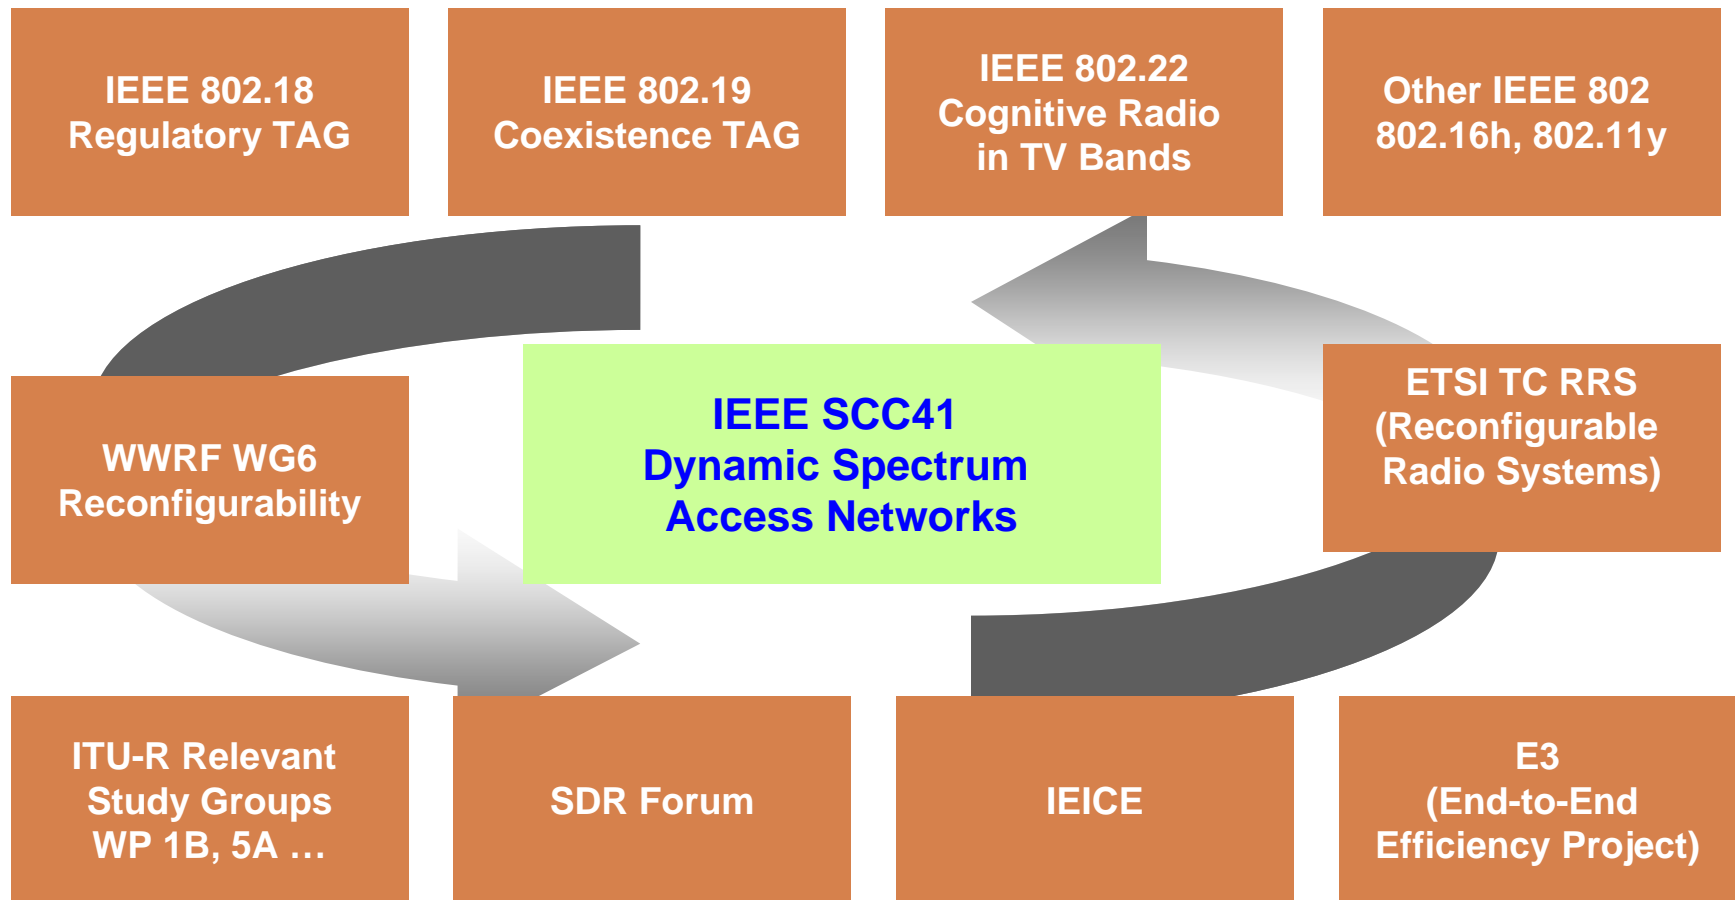 IEEE 802.18
Regulatory TAG
IEEE 802.19
Coexistence TAG
IEEE 802.22
Cognitive Radio
in TV Bands
Other IEEE 802
802.16h, 802.11y
WWRF WG6
Reconfigurability
IEEE SCC41
Dynamic Spectrum
Access Networks
ETSI TC RRS
(Reconfigurable
Radio Systems)
ITU-R Relevant
Study Groups
WP 1B, 5A …
SDR Forum
IEICE
E3
(End-to-End
Efficiency Project)